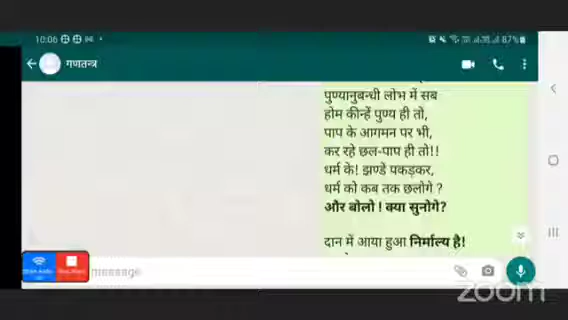 10:06
87%
गणतन्त्र
पुण्यानुबन्धी लोभ में सब
होम कीन्हें पुण्य ही तो,
पाप के आगमन पर भी,
कर रहे छल-पाप ही तो!!
धर्म के! झण्डें पकड़कर,
धर्म को कब तक छलोगे ?
और बोलो ! क्या सुनोगे?
दान में आया हुआ निर्माल्य है!
message
zoom